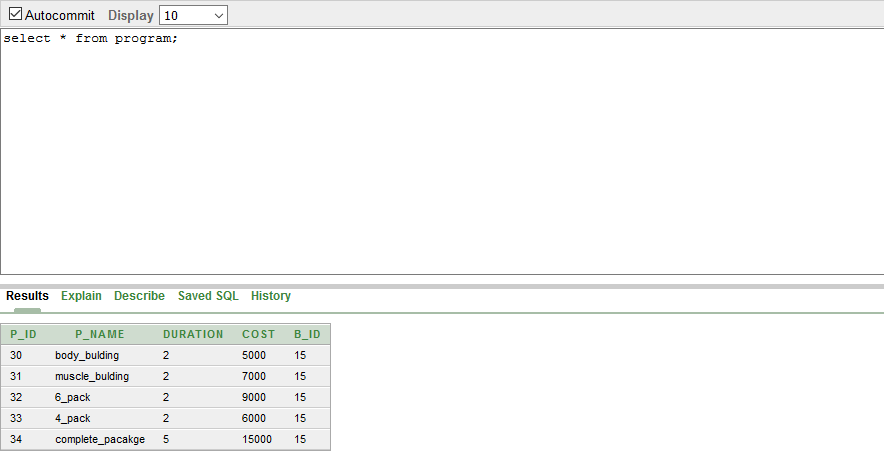 Autocommit Display 10
select * from program;
Results Explain Describe Saved SQL History
P_ID P_NAME DURATION COST B_ID
30 body_bulding 2 5000 15
31 muscle_bulding 2 7000 15
32 6_pack 2 9000 15
33 4_pack 2 6000 15
34 complete_pacakge 5 15000 15